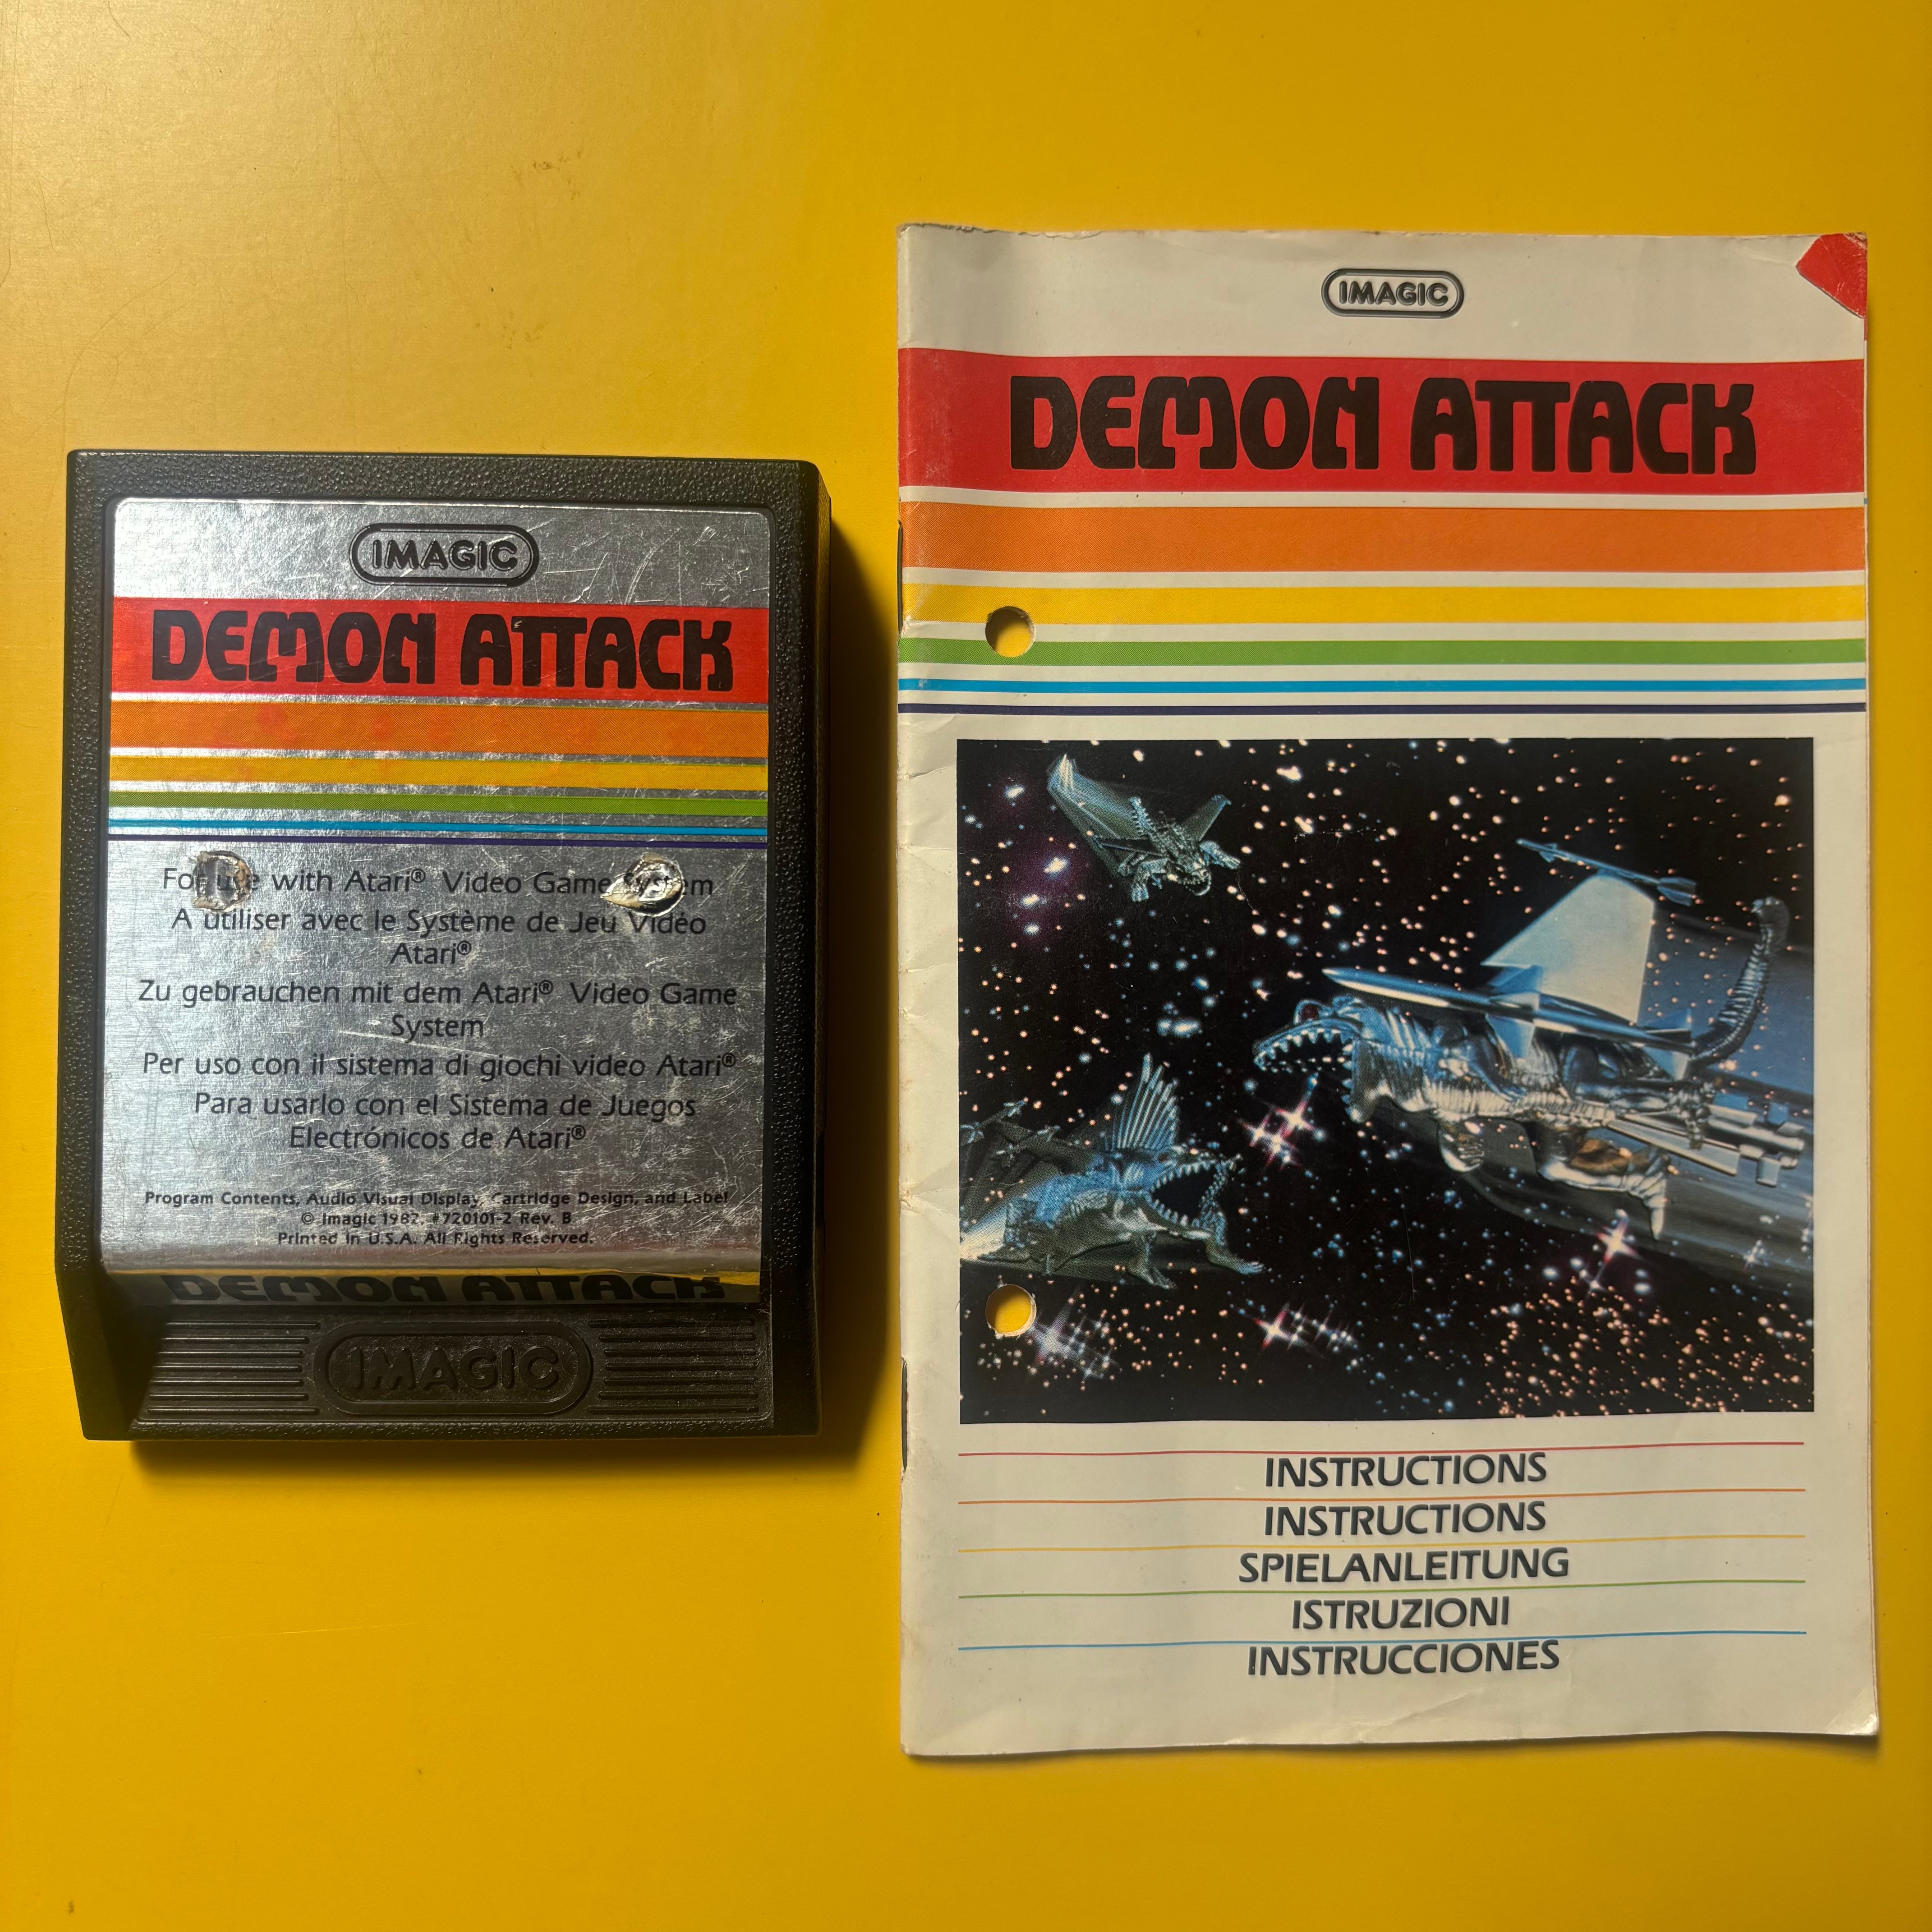 IMAGIC
DEMON ATTACK
For use with Atari® Video Game System
A utiliser avec le Système de Jeu Vidéo
Atari®
Zu gebrauchen mit dem Atari® Video Game
System
Per uso con il sistema di giochi video Atari®
Para usarlo con el Sistema de Juegos
Electrónicos de Atari®
Program Contents, Audio Visual Display, Cartridge Design, and Label
© Imagic 1982, #720101-2 Rev. B
Printed in U.S.A. All Rights Reserved.
DEMON ATTACK
IMAGIC
IMAGIC
DEMON ATTACK
INSTRUCTIONS
INSTRUCTIONS
SPIELANLEITUNG
ISTRUZIONI
INSTRUCCIONES